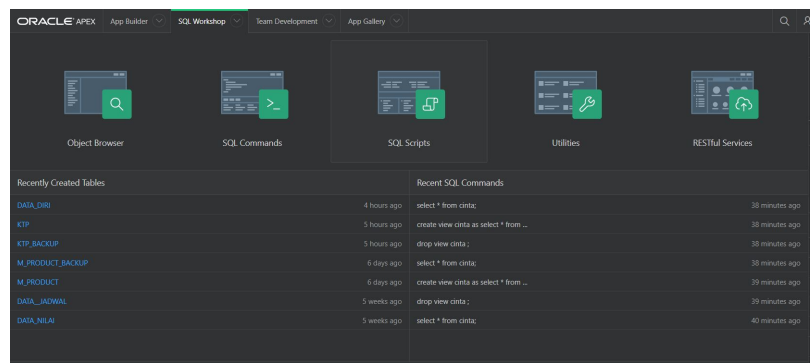 ORACLE APEX App Builder SQL Workshop Team Development App Gallery
>_
Object Browser SQL Commands SQL Scripts Utilities RESTful Services
Recently Created Tables
DATA_DIRI 4 hours ago
KTP 5 hours ago
KTP_BACKUP 5 hours ago
M_PRODUCT_BACKUP 6 days ago
M_PRODUCT 6 days ago
DATA__JADWAL 5 weeks ago
DATA_NILAI 5 weeks ago
Recent SQL Commands
select * from cinta; 38 minutes ago
create view cinta as select * from ... 38 minutes ago
drop view cinta ; 38 minutes ago
select * from cinta; 38 minutes ago
create view cinta as select * from ... 39 minutes ago
drop view cinta ; 39 minutes ago
select * from cinta; 40 minutes ago